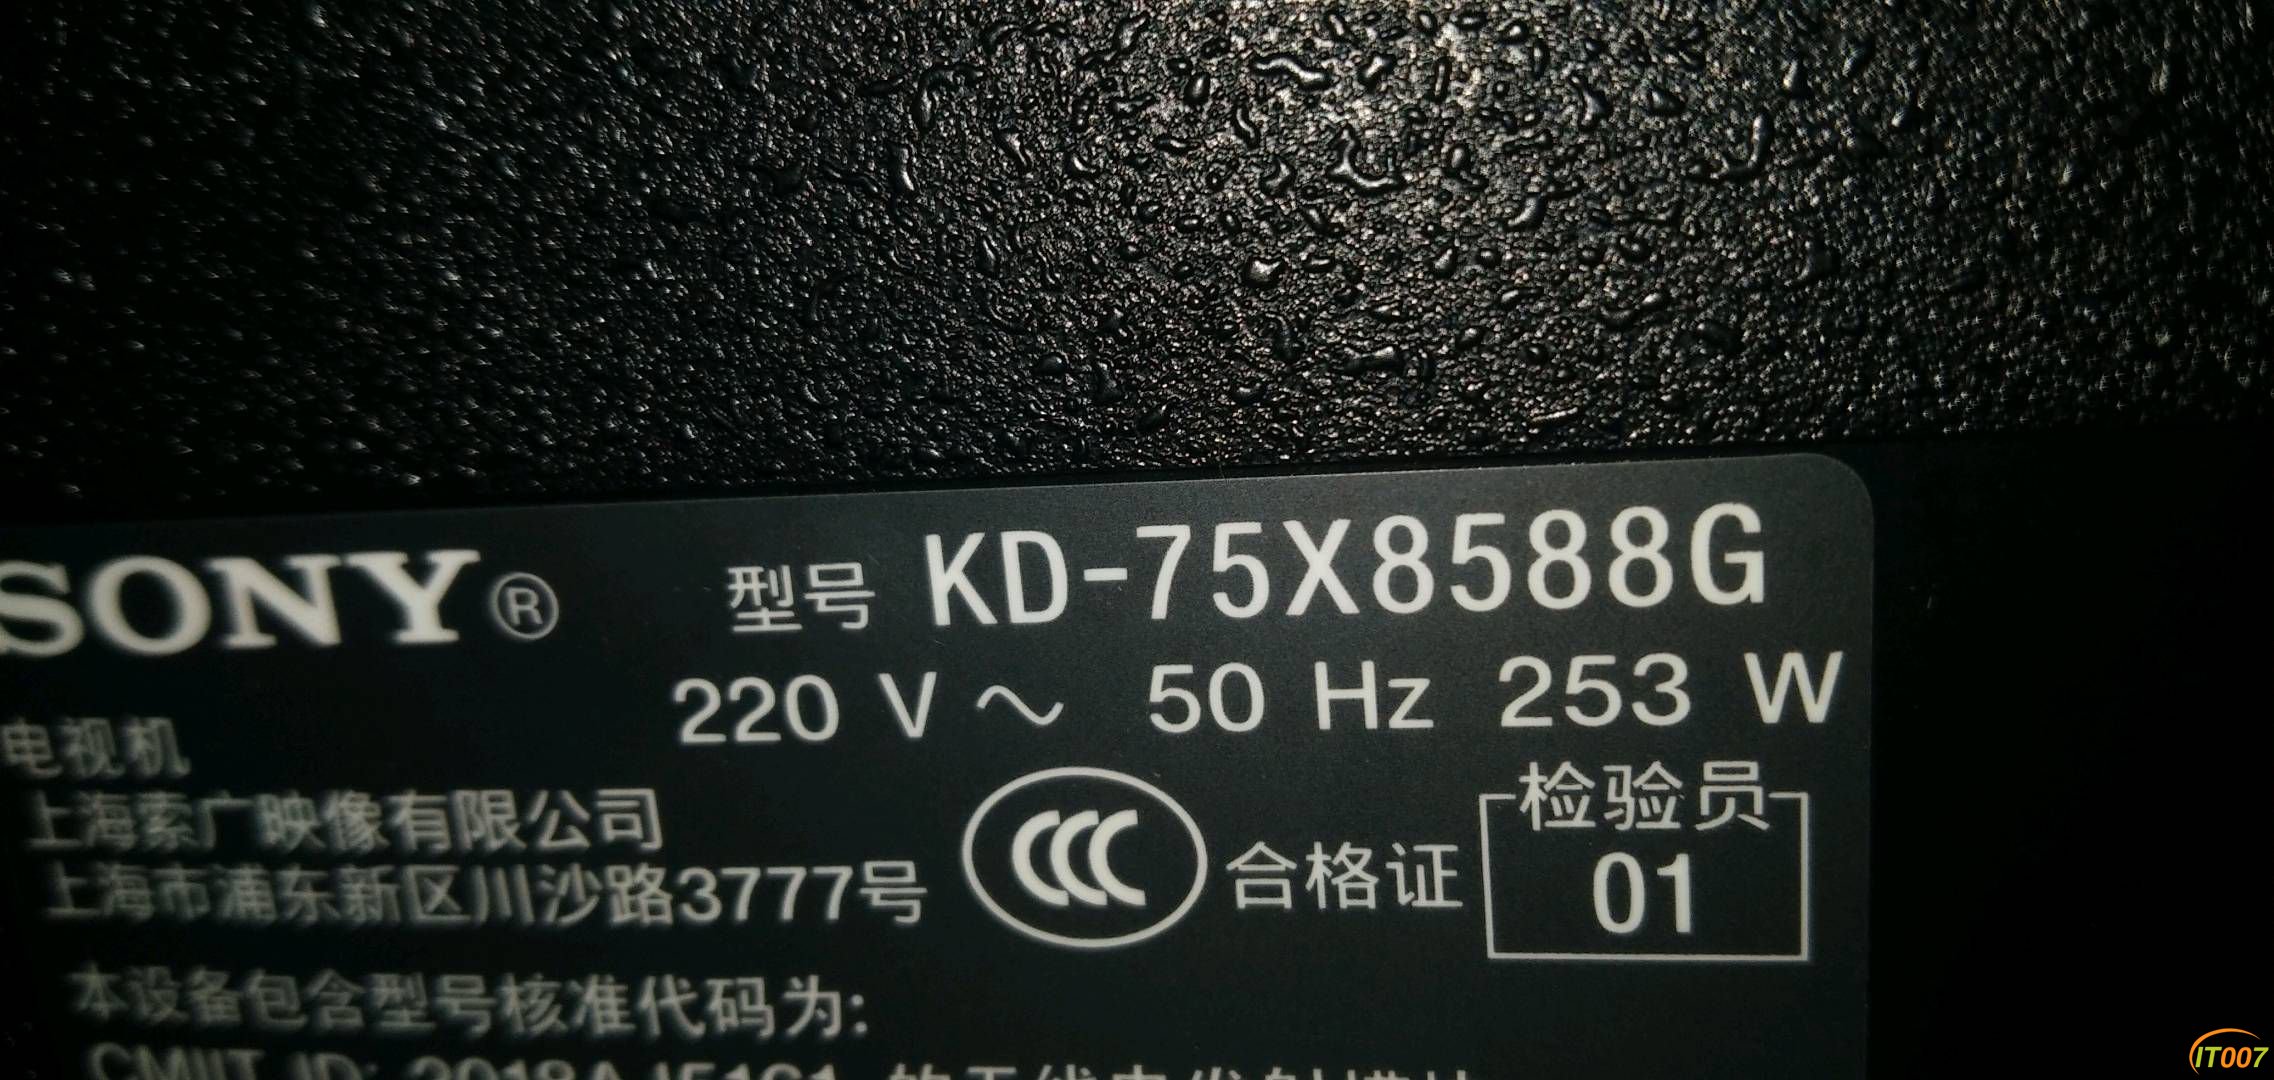 SONY® 型号 KD-75X8588G
220 V ～ 50 Hz 253 W
电视机
检验员
上海索广映像有限公司
CCC 合格证 01
上海市浦东新区川沙路3777号
本设备包含型号核准代码为:
CMIIT ID: 2018AJ5161
IT007